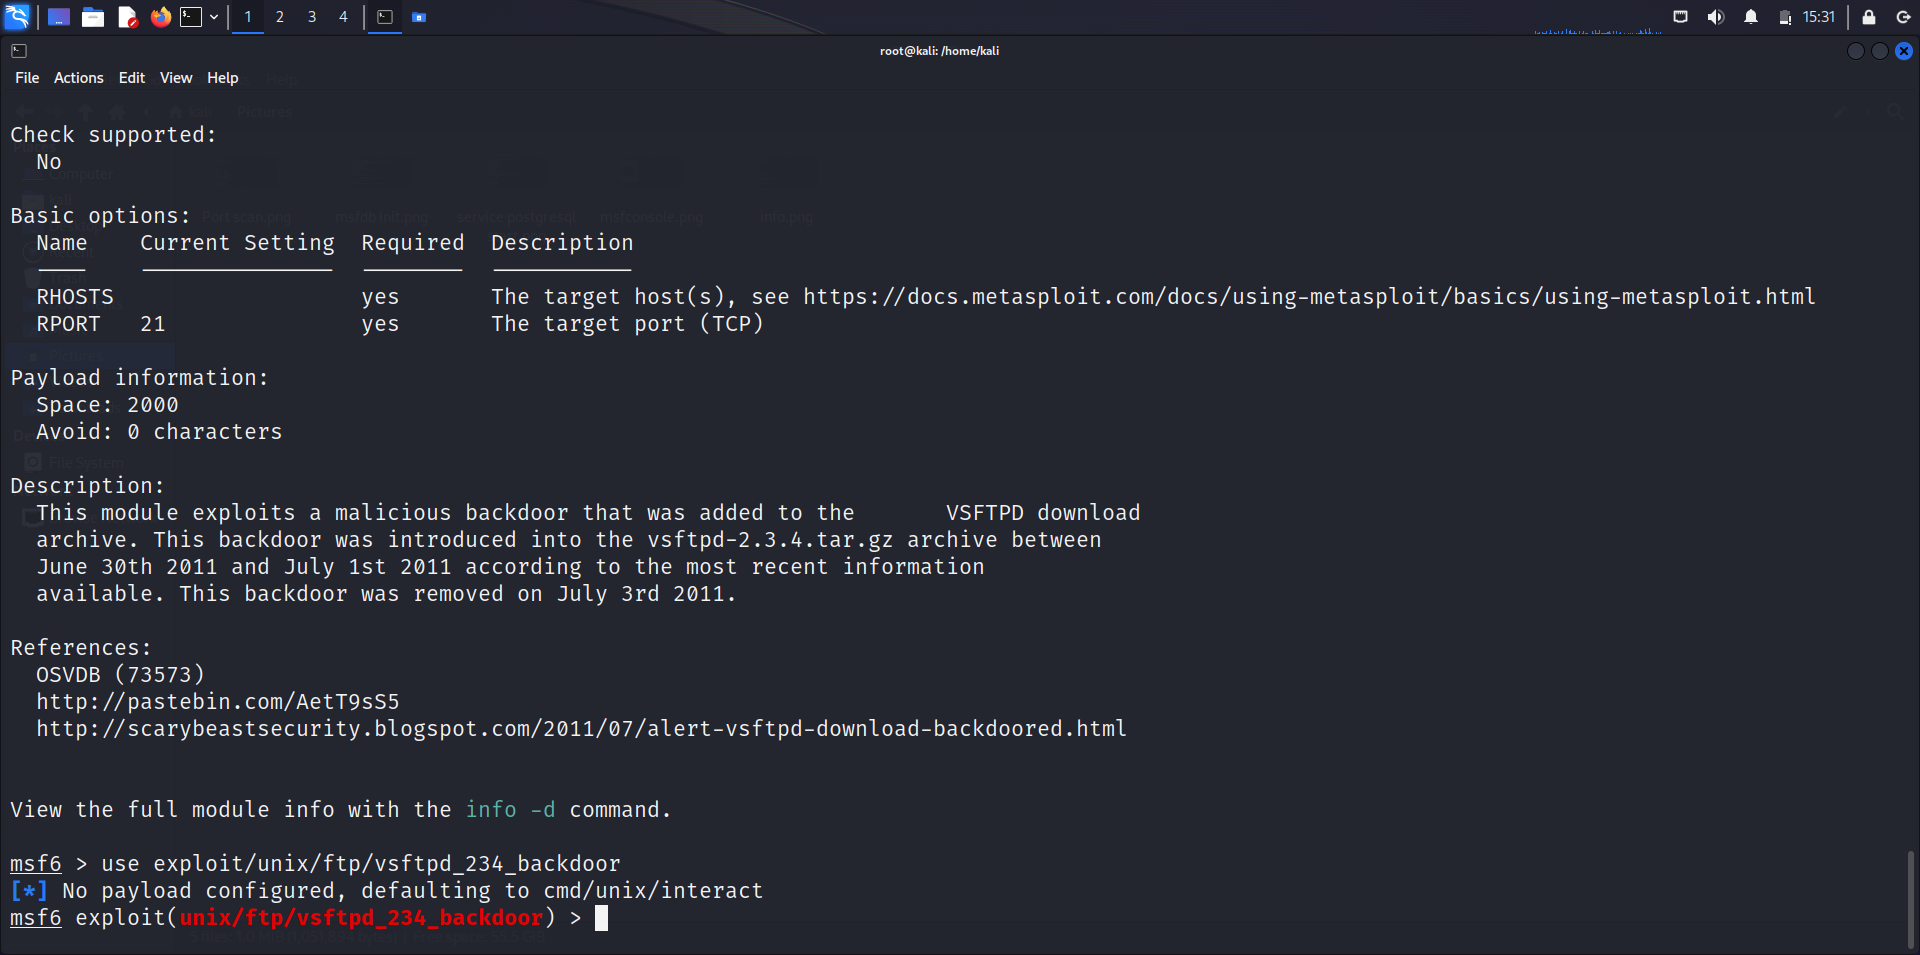 1 2 3 4 15:31
root@kali: /home/kali
File Actions Edit View Help
Check supported:
No
Basic options:
Name Current Setting Required Description
RHOSTS yes The target host(s), see https://docs.metasploit.com/docs/using-metasploit/basics/using-metasploit.html
RPORT 21 yes The target port (TCP)
Payload information:
Space: 2000
Avoid: 0 characters
Description:
This module exploits a malicious backdoor that was added to the VSFTPD download
archive. This backdoor was introduced into the vsftpd-2.3.4.tar.gz archive between
June 30th 2011 and July 1st 2011 according to the most recent information
available. This backdoor was removed on July 3rd 2011.
References:
OSVDB (73573)
http://pastebin.com/AetT9sS5
http://scarybeastsecurity.blogspot.com/2011/07/alert-vsftpd-download-backdoored.html
View the full module info with the info -d command.
msf6 > use exploit/unix/ftp/vsftpd_234_backdoor
[*] No payload configured, defaulting to cmd/unix/interact
msf6 exploit(unix/ftp/vsftpd_234_backdoor) >